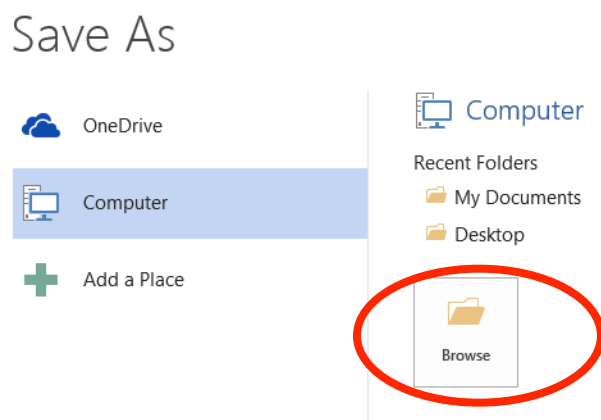 Save As
OneDrive
Computer
Add a Place
Computer
Recent Folders
My Documents
Desktop
Browse